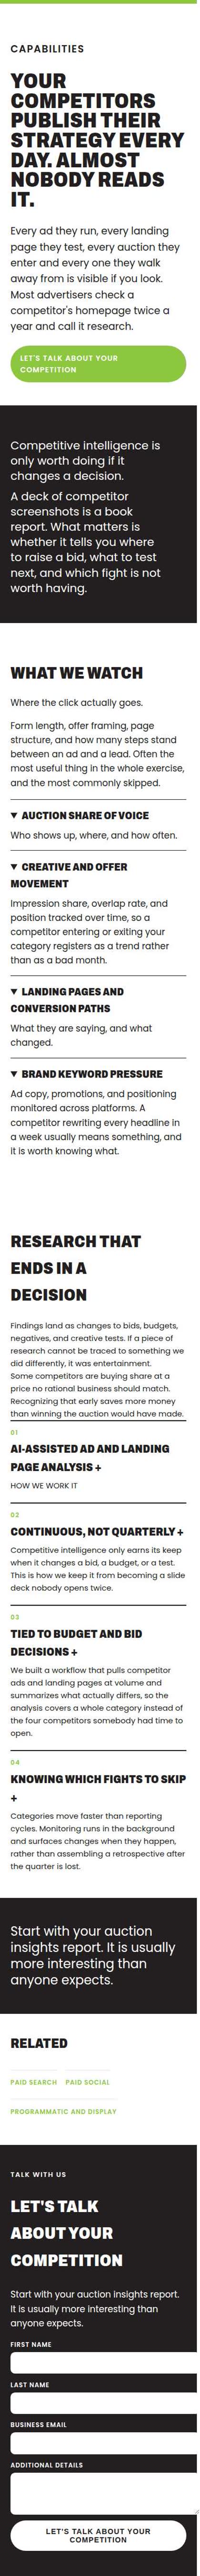 CAPABILITIES
YOUR
COMPETITORS
PUBLISH THEIR
STRATEGY EVERY
DAY. ALMOST
NOBODY READS
IT.
Every ad they run, every landing
page they test, every auction they
enter and every one they walk
away from is visible if you look.
Most advertisers check a
competitor's homepage twice a
year and call it research.
LET'S TALK ABOUT YOUR
COMPETITION
Competitive intelligence is
only worth doing if it
changes a decision.
A deck of competitor
screenshots is a book
report. What matters is
whether it tells you where
to raise a bid, what to test
next, and which fight is not
worth having.
WHAT WE WATCH
Where the click actually goes.
Form length, offer framing, page
structure, and how many steps stand
between an ad and a lead. Often the
most useful thing in the whole exercise,
and the most commonly skipped.
▼ AUCTION SHARE OF VOICE
Who shows up, where, and how often.
▼ CREATIVE AND OFFER
MOVEMENT
Impression share, overlap rate, and
position tracked over time, so a
competitor entering or exiting your
category registers as a trend rather
than as a bad month.
▼ LANDING PAGES AND
CONVERSION PATHS
What they are saying, and what
changed.
▼ BRAND KEYWORD PRESSURE
Ad copy, promotions, and positioning
monitored across platforms. A
competitor rewriting every headline in
a week usually means something, and
it is worth knowing what.
RESEARCH THAT
ENDS IN A
DECISION
Findings land as changes to bids, budgets,
negatives, and creative tests. If a piece of
research cannot be traced to something we
did differently, it was entertainment.
Some competitors are buying share at a
price no rational business should match.
Recognizing that early saves more money
than winning the auction would have made.
01
AI-ASSISTED AD AND LANDING
PAGE ANALYSIS +
HOW WE WORK IT
02
CONTINUOUS, NOT QUARTERLY +
Competitive intelligence only earns its keep
when it changes a bid, a budget, or a test.
This is how we keep it from becoming a slide
deck nobody opens twice.
03
TIED TO BUDGET AND BID
DECISIONS +
We built a workflow that pulls competitor
ads and landing pages at volume and
summarizes what actually differs, so the
analysis covers a whole category instead of
the four competitors somebody had time to
open.
04
KNOWING WHICH FIGHTS TO SKIP
+
Categories move faster than reporting
cycles. Monitoring runs in the background
and surfaces changes when they happen,
rather than assembling a retrospective after
the quarter is lost.
Start with your auction
insights report. It is usually
more interesting than
anyone expects.
RELATED
PAID SEARCH PAID SOCIAL
PROGRAMMATIC AND DISPLAY
TALK WITH US
LET'S TALK
ABOUT YOUR
COMPETITION
Start with your auction insights report.
It is usually more interesting than
anyone expects.
FIRST NAME
LAST NAME
BUSINESS EMAIL
ADDITIONAL DETAILS
LET'S TALK ABOUT YOUR
COMPETITION